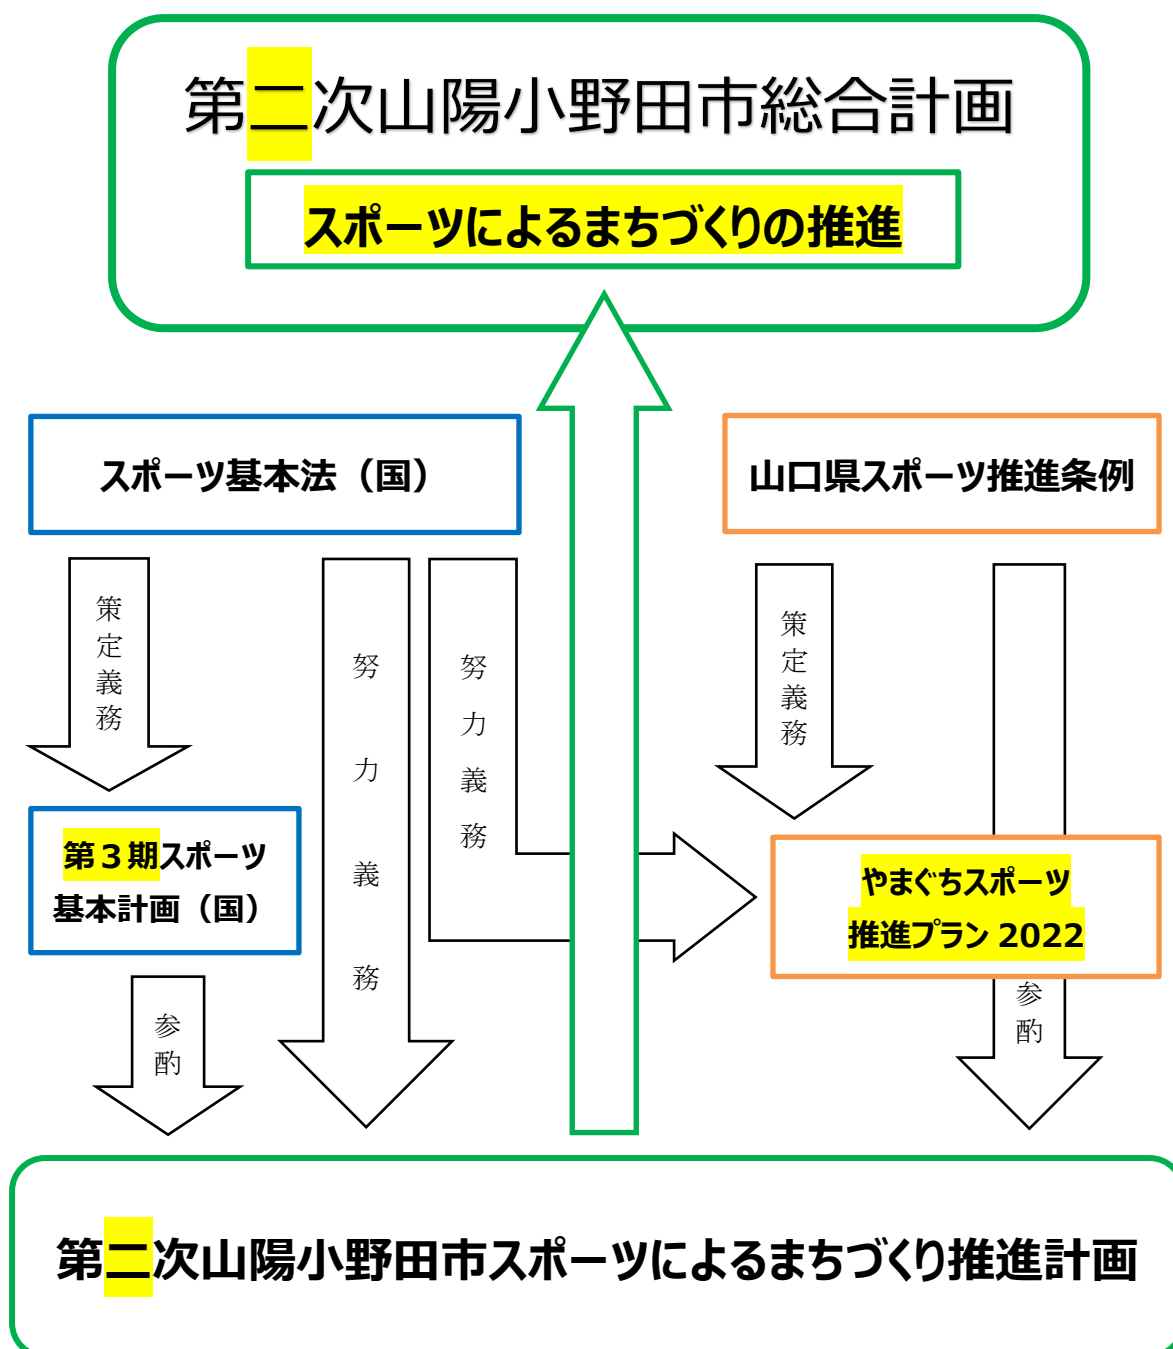 第二次山陽小野田市総合計画
スポーツによるまちづくりの推進
スポーツ基本法（国）
山口県スポーツ推進条例
策定義務
努力義務
努力義務
策定義務
第３期スポーツ
基本計画（国）
やまぐちスポーツ
推進プラン 2022
参酌
参酌
第二次山陽小野田市スポーツによるまちづくり推進計画